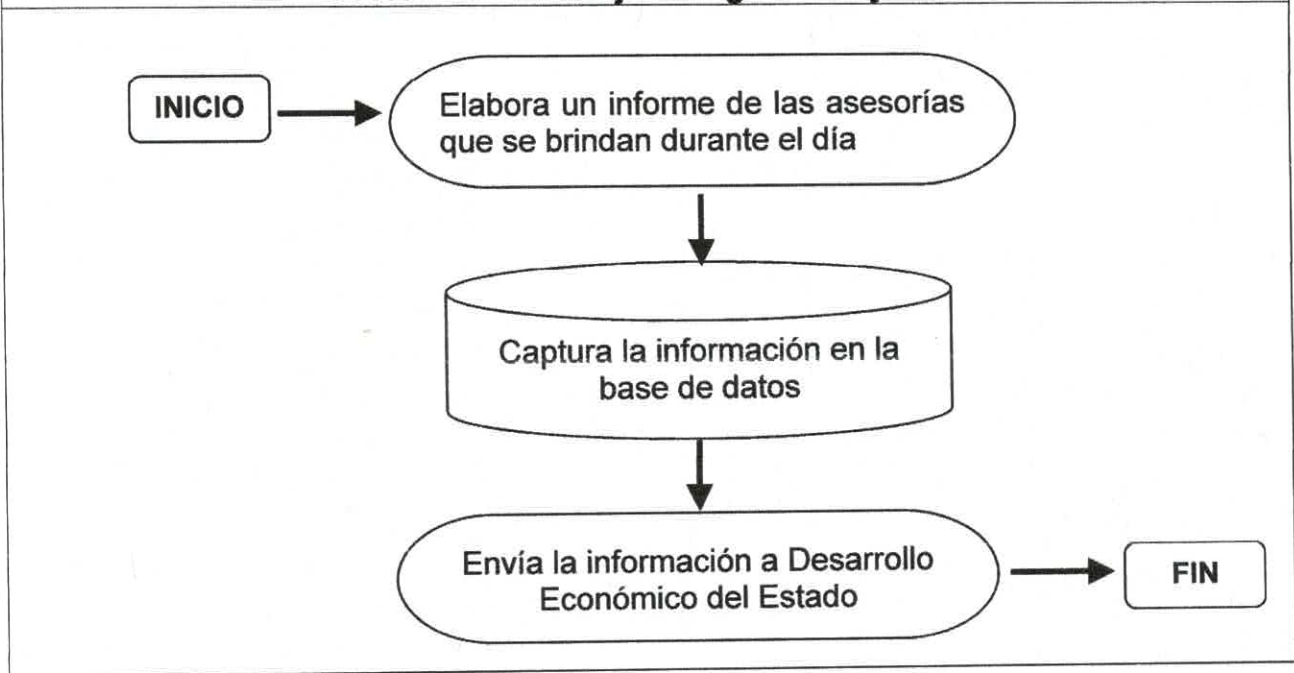 INICIO
Elabora un informe de las asesorías
que se brindan durante el día
Captura la información en la
base de datos
Envía la información a Desarrollo
Económico del Estado
FIN